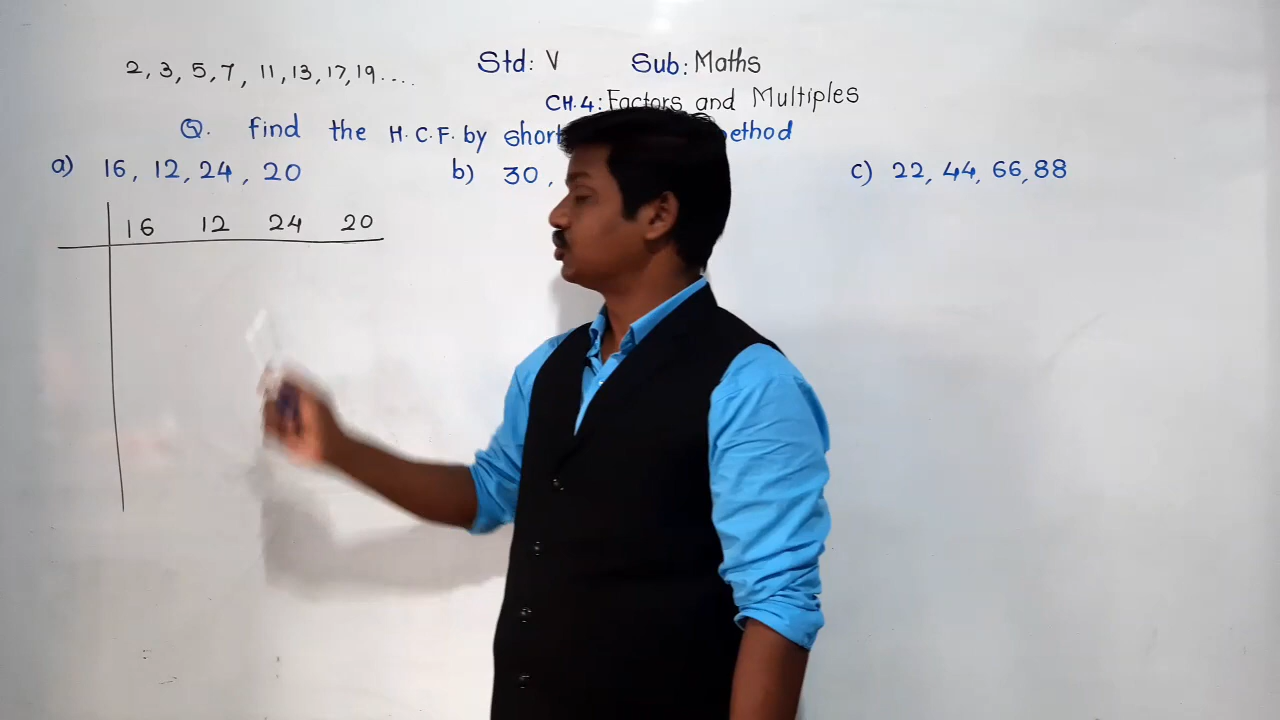 2, 3, 5, 7, 11, 13, 17, 19....
Std: V Sub: Maths
CH.4: Factors and Multiples
Q. find the H.C.F. by short
a) 16, 12, 24, 20 b) 30, c) 22, 44, 66, 88
16 12 24 20